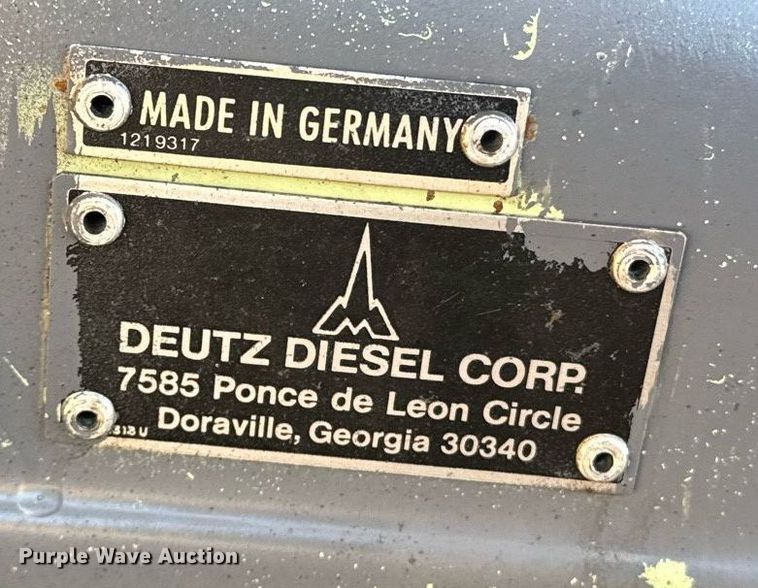 MADE IN GERMANY
1219317
DEUTZ DIESEL CORP.
7585 Ponce de Leon Circle
Doraville, Georgia 30340
Purple Wave Auction